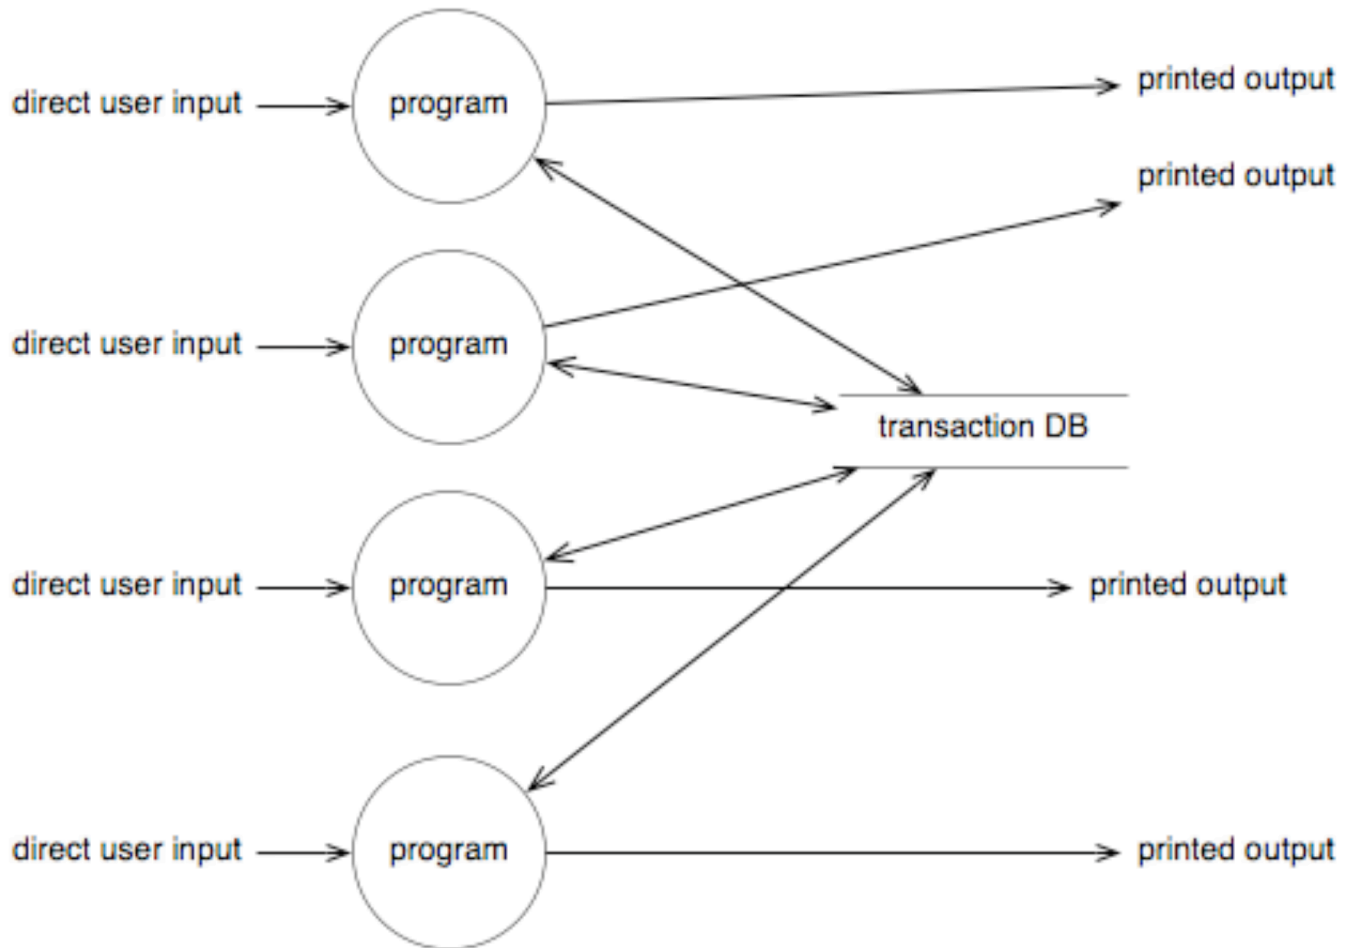 printed output
direct user input
program
printed output
direct user input
program
transaction DB
direct user input
program
printed output
direct user input
program
printed output